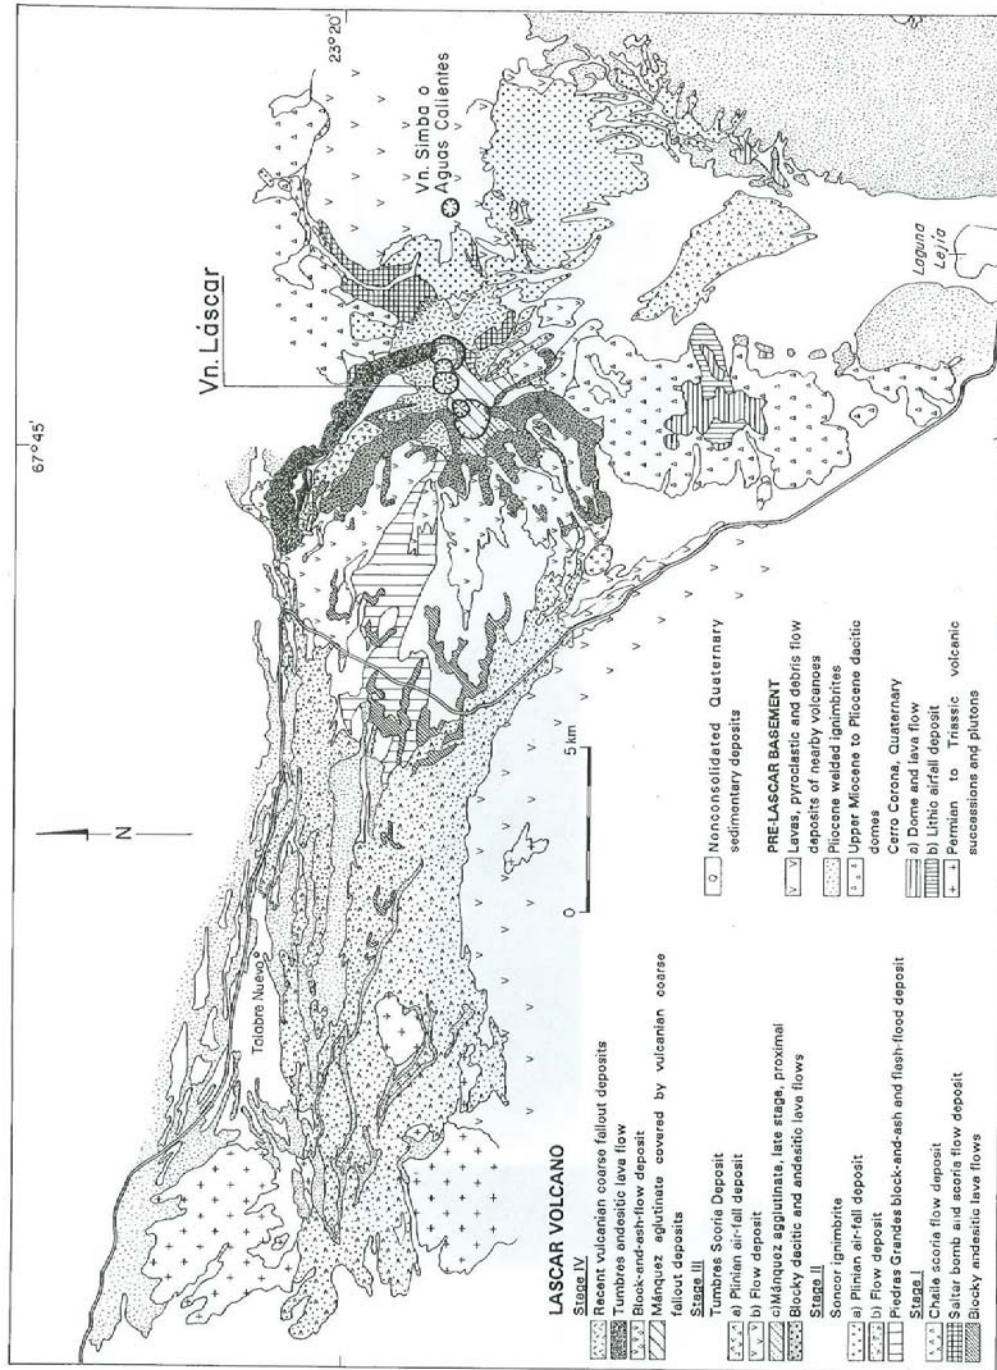 67°45'
23°20'
Vn. Láscar
Vn. Simba o
Aguas Calientes
Laguna
Lejía
N
Talabre Nuevo
0
5 km
LASCAR VOLCANO
Stage IV
Recent vulcanian coarse fallout deposits
Tumbres andesitic lava flow
Block-and-ash-flow deposit
Mánquez aglutinate covered by vulcanian coarse
fallout deposits
Stage III
Tumbres Scoria Deposit
a) Plinian air-fall deposit
b) Flow deposit
c) Mánquez agglutinate, late stage, proximal
Blocky dacitic and andesitic lava flows
Stage II
Soncor ignimbrite
a) Plinian air-fall deposit
b) Flow deposit
Piedras Grandes block-and-ash and flash-flood deposit
Stage I
Chaile scoria flow deposit
Saltar bomb and scoria flow deposit
Blocky andesitic lava flows
Q Nonconsolidated Quaternary
sedimentary deposits
PRE-LASCAR BASEMENT
Lavas, pyroclastic and debris flow
deposits of nearby volcanoes
Pliocene welded ignimbrites
Upper Miocene to Pliocene dacitic
domes
Cerro Corona, Quaternary
a) Dome and lava flow
b) Lithic airfall deposit
Permian to Triassic volcanic
successions and plutons